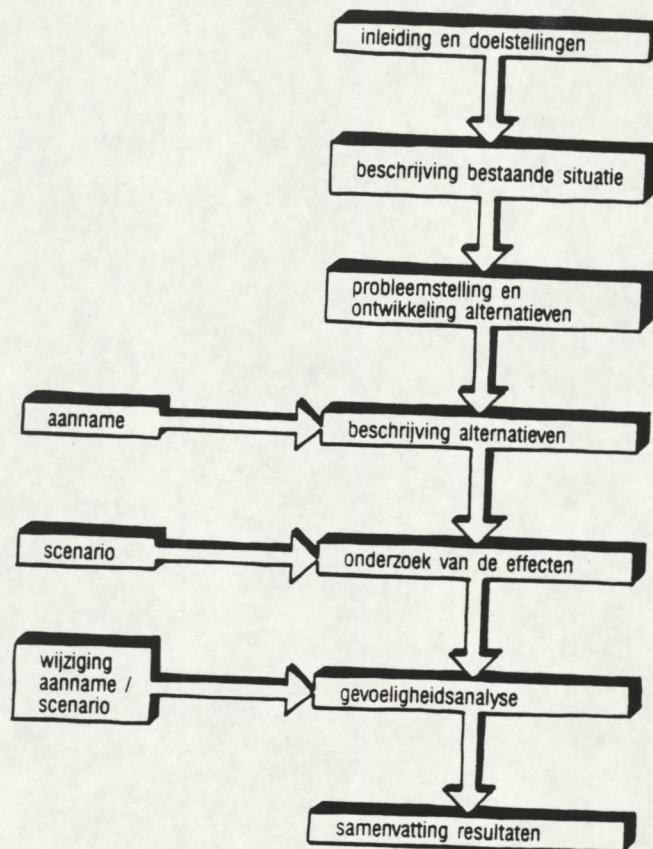 inleiding en doelstellingen
beschrijving bestaande situatie
probleemstelling en
ontwikkeling alternatieven
aanname
beschrijving alternatieven
scenario
onderzoek van de effecten
wijziging
aanname /
scenario
gevoeligheidsanalyse
samenvatting resultaten